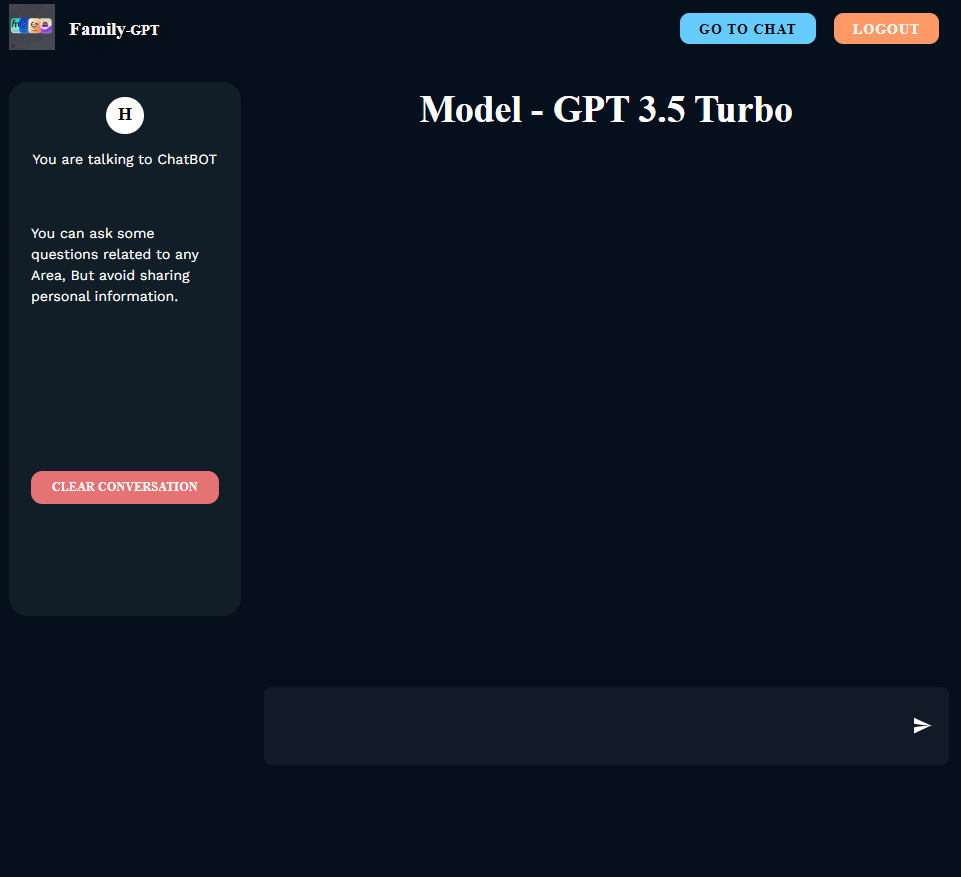 Family-GPT
GO TO CHAT
LOGOUT
H
You are talking to ChatBOT
You can ask some
questions related to any
Area, But avoid sharing
personal information.
CLEAR CONVERSATION
Model - GPT 3.5 Turbo